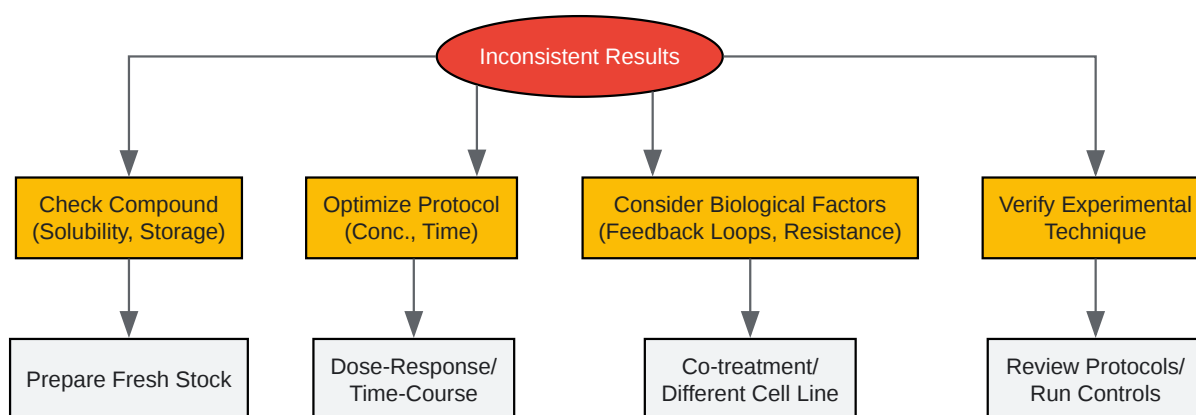 Inconsistent Results
Check Compound
(Solubility, Storage)
Optimize Protocol
(Conc., Time)
Consider Biological Factors
(Feedback Loops, Resistance)
Verify Experimental
Technique
Prepare Fresh Stock
Dose-Response/
Time-Course
Co-treatment/
Different Cell Line
Review Protocols/
Run Controls